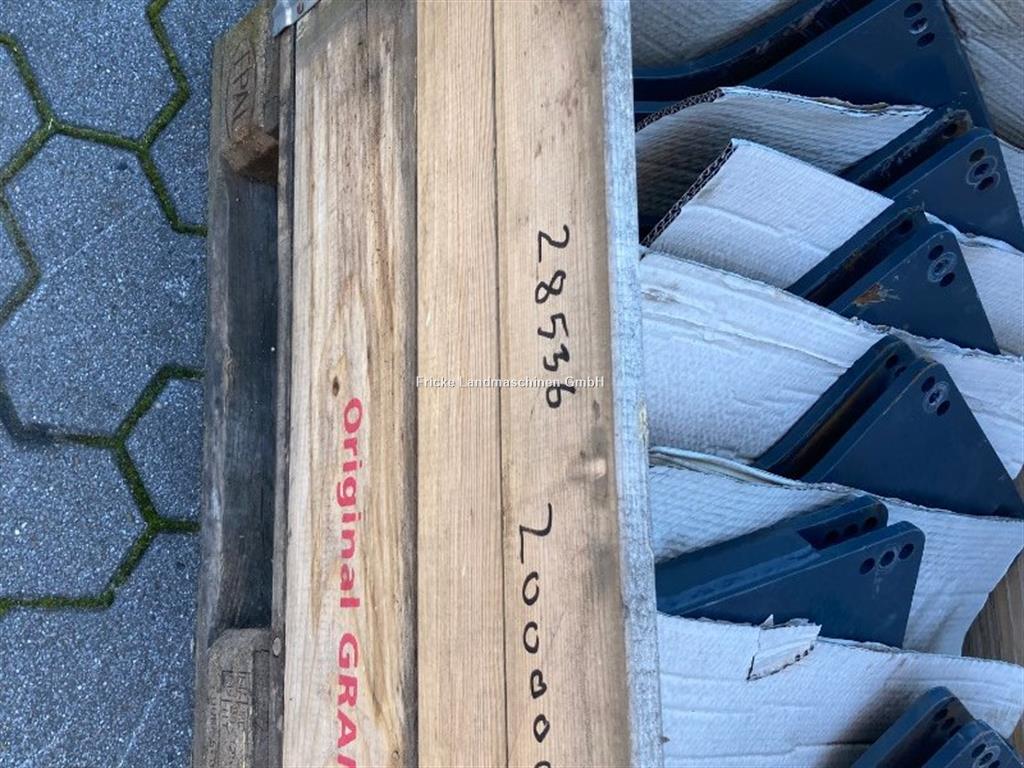 28536 200000
Original GRA
Fricke Landmaschinen GmbH